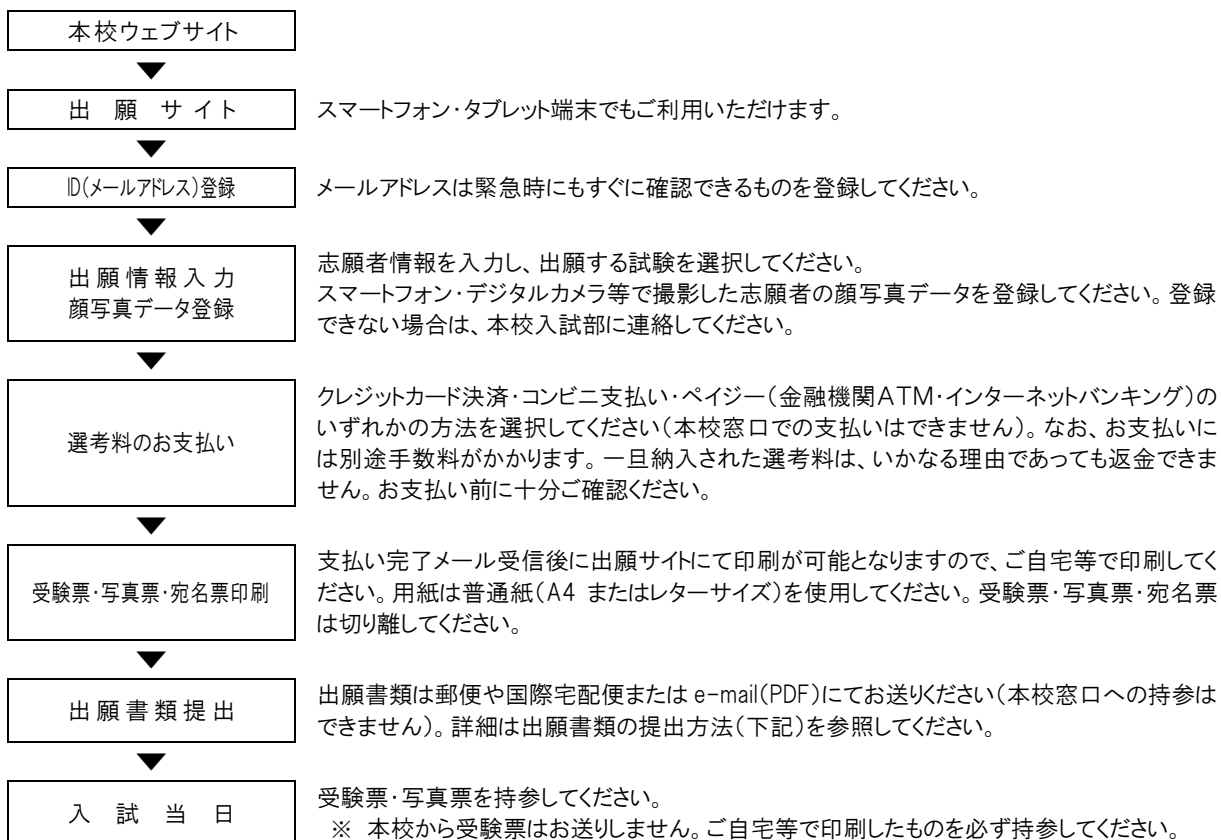 本校ウェブサイト
▼
出願サイト
スマートフォン・タブレット端末でもご利用いただけます。
▼
ID(メールアドレス)登録
メールアドレスは緊急時にもすぐに確認できるものを登録してください。
▼
出願情報入力
顔写真データ登録
志願者情報を入力し、出願する試験を選択してください。
スマートフォン・デジタルカメラ等で撮影した志願者の顔写真データを登録してください。登録
できない場合は、本校入試部に連絡してください。
▼
選考料のお支払い
クレジットカード決済・コンビニ支払い・ペイジー(金融機関ATM・インターネットバンキング)の
いずれかの方法を選択してください(本校窓口での支払いはできません)。なお、お支払いに
は別途手数料がかかります。一旦納入された選考料は、いかなる理由であっても返金できま
せん。お支払い前に十分ご確認ください。
▼
受験票・写真票・宛名票印刷
支払い完了メール受信後に出願サイトにて印刷が可能となりますので、ご自宅等で印刷してく
ださい。用紙は普通紙(A4 またはレターサイズ)を使用してください。受験票・写真票・宛名票
は切り離してください。
▼
出願書類提出
出願書類は郵便や国際宅配便または e-mail(PDF)にてお送りください(本校窓口への持参は
できません)。詳細は出願書類の提出方法(下記)を参照してください。
▼
入試当日
受験票・写真票を持参してください。
※ 本校から受験票はお送りしません。ご自宅等で印刷したものを必ず持参してください。